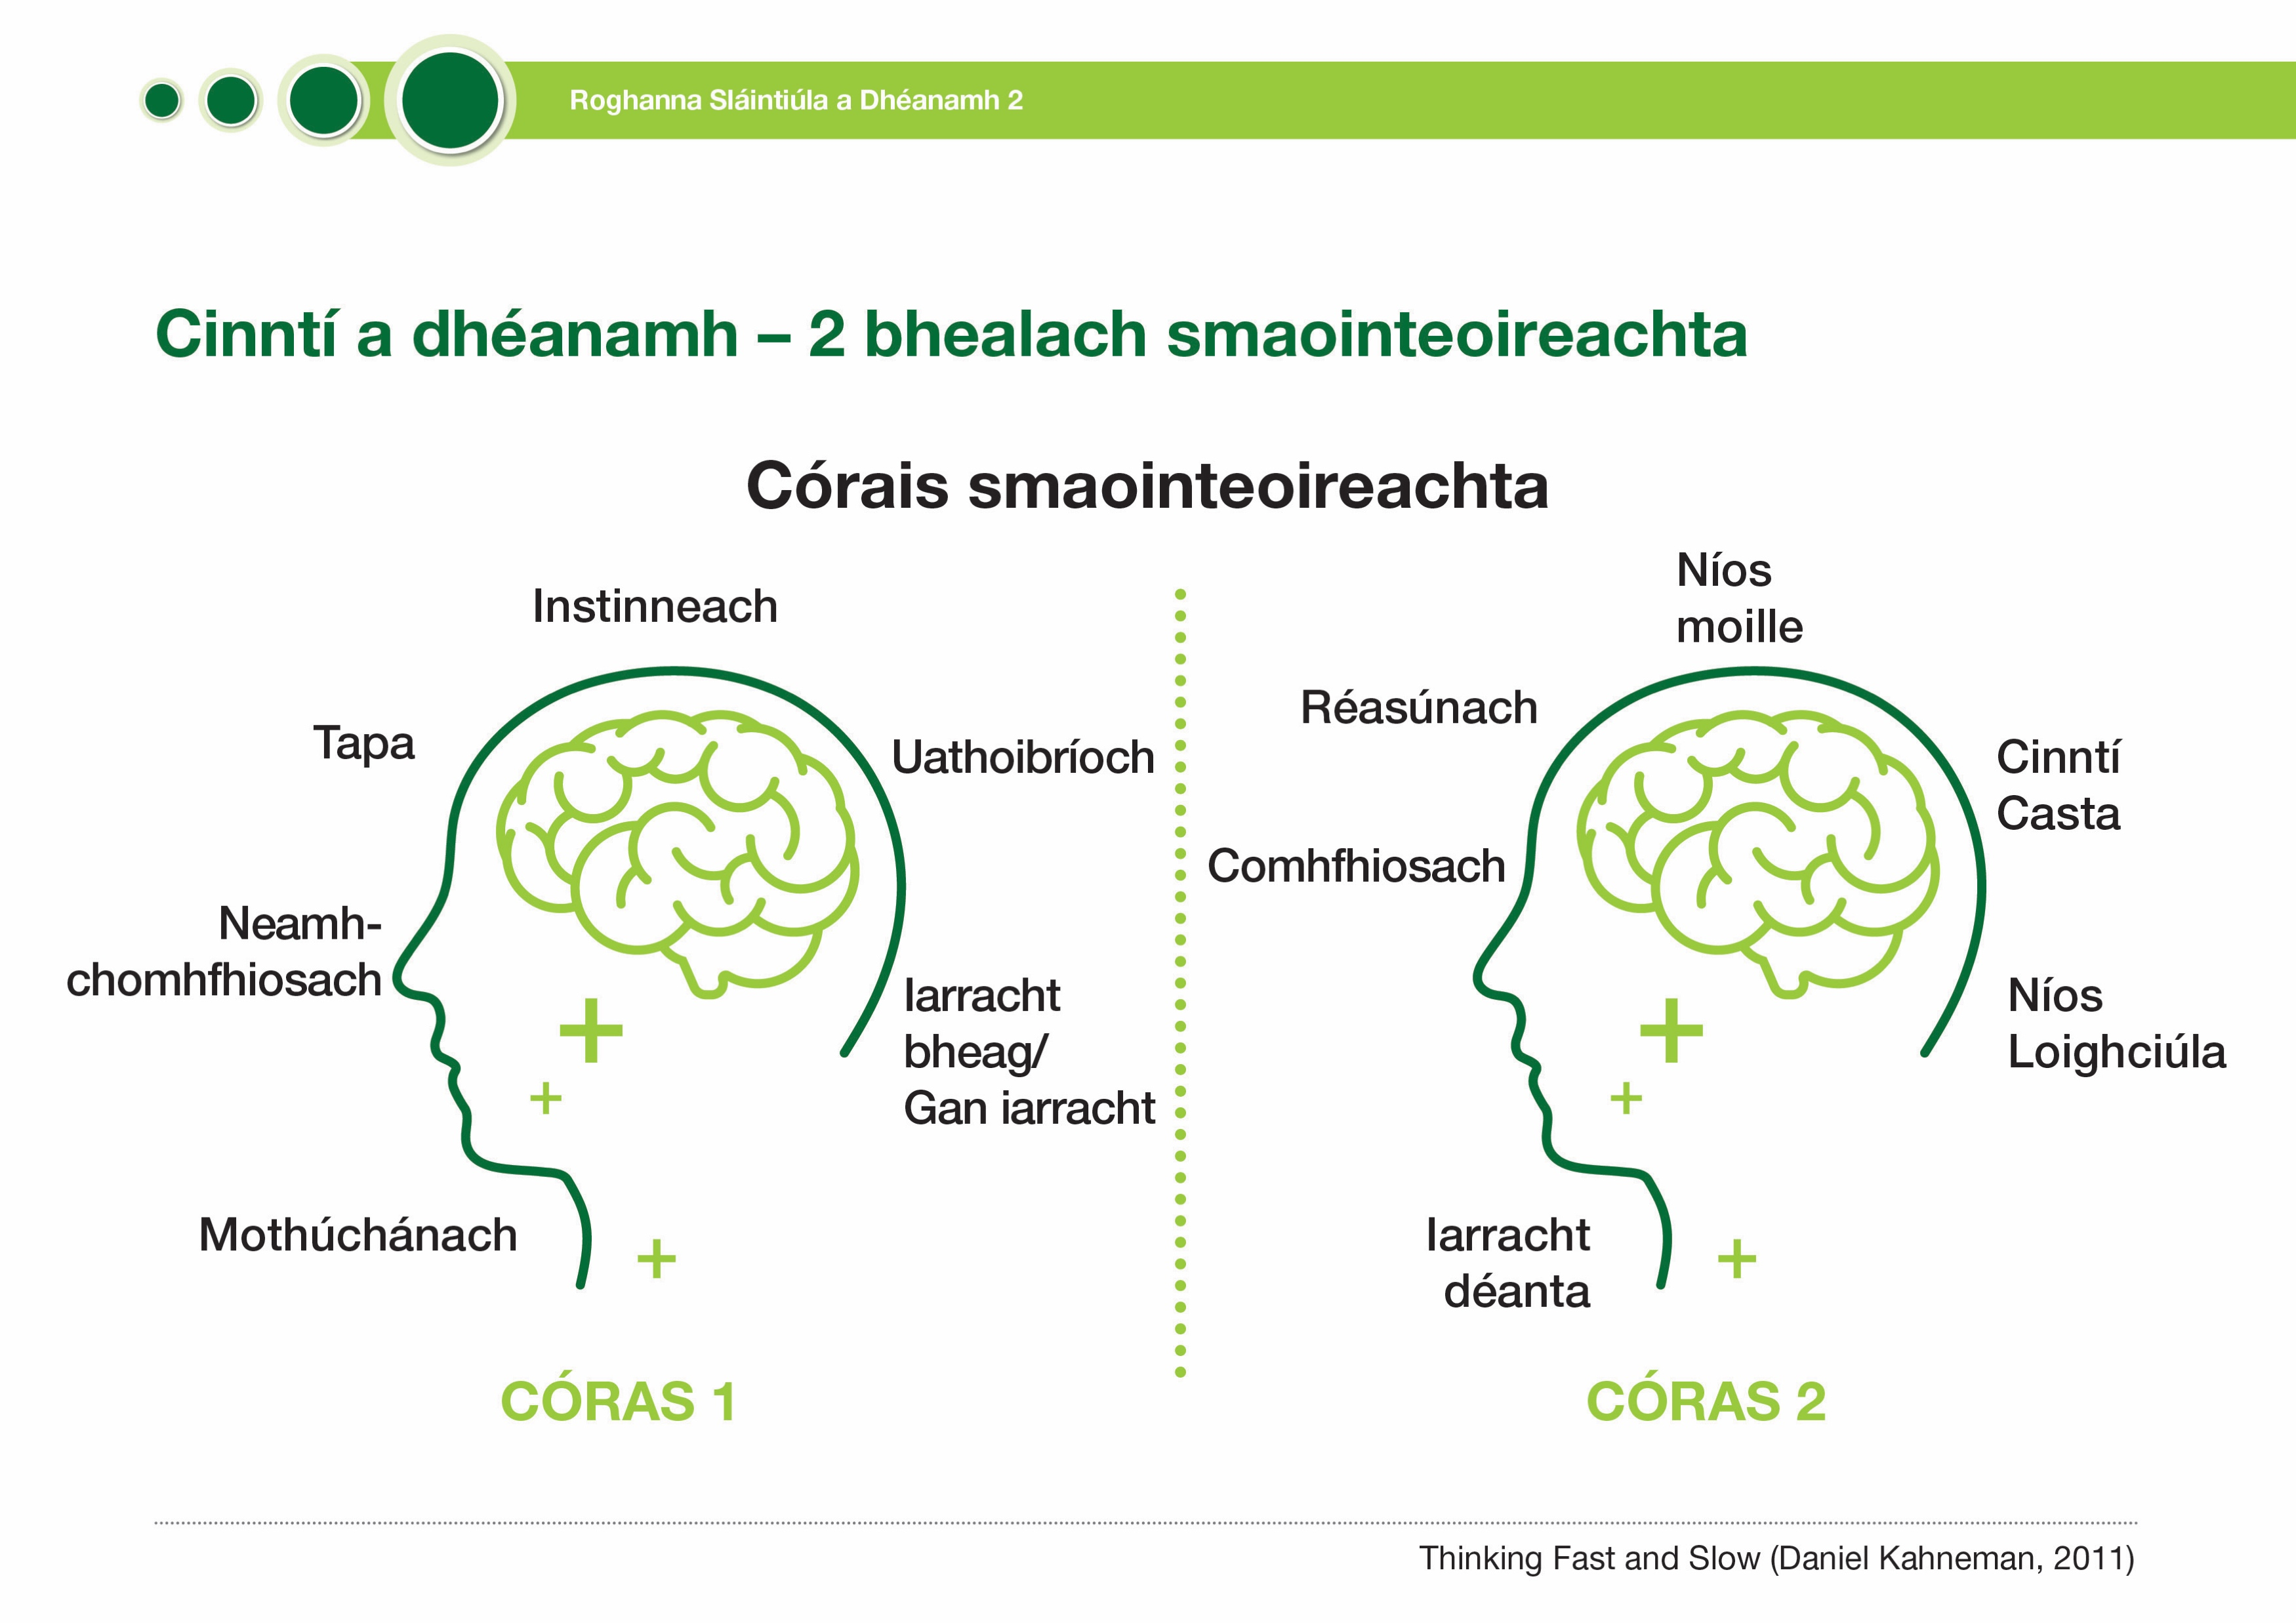 Roghanna Sláintiúla a Dhéanamh 2
Cinntí a dhéanamh – 2 bhealach smaointeoireachta
Córais smaointeoireachta
Instinneach
Tapa
Uathoibríoch
Neamh-
chomhfhiosach
Iarracht
bheag/
Gan iarracht
Mothúchánach
CÓRAS 1
Níos
moille
Réasúnach
Cinntí
Casta
Comhfhiosach
Níos
Loighciúla
Iarracht
déanta
CÓRAS 2
Thinking Fast and Slow (Daniel Kahneman, 2011)